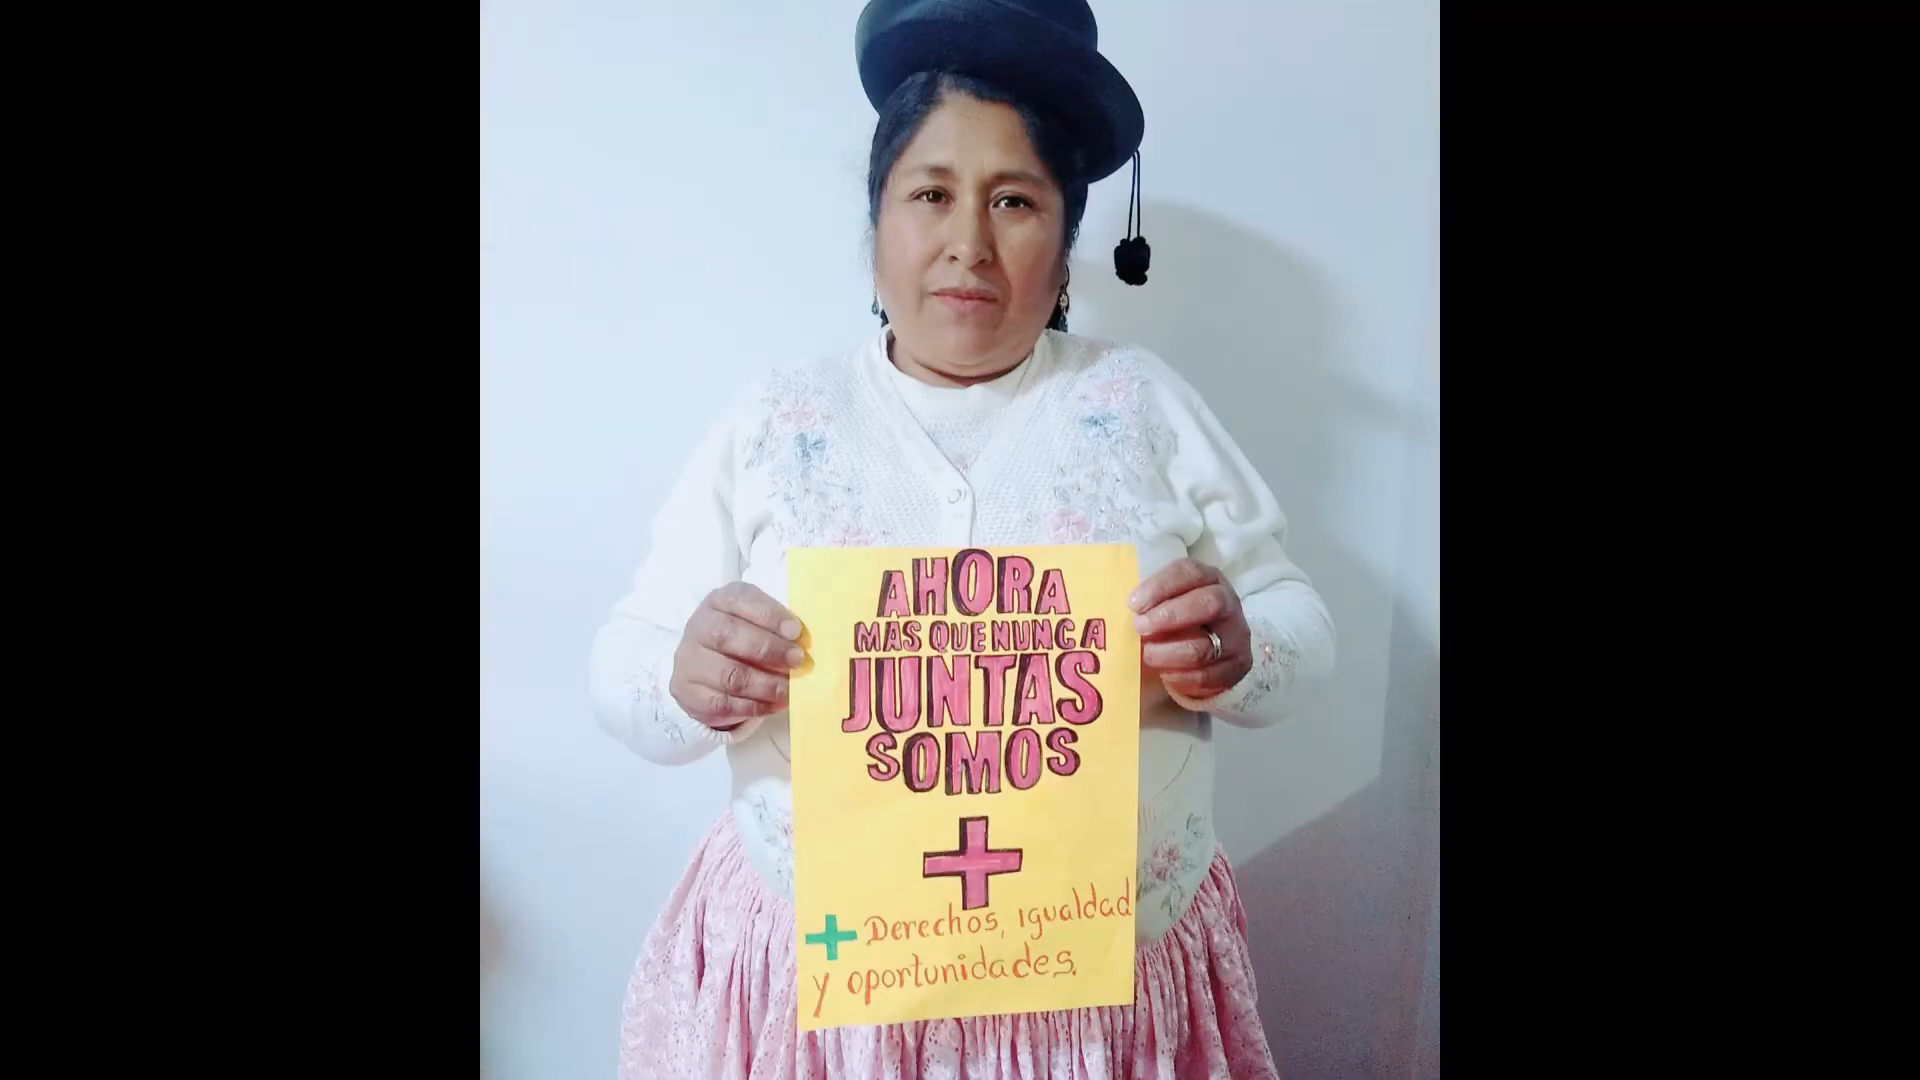 AHORA
MAS QUE NUNCA
JUNTAS
SOMOS
+
+ Derechos, igualdad
y oportunidades.